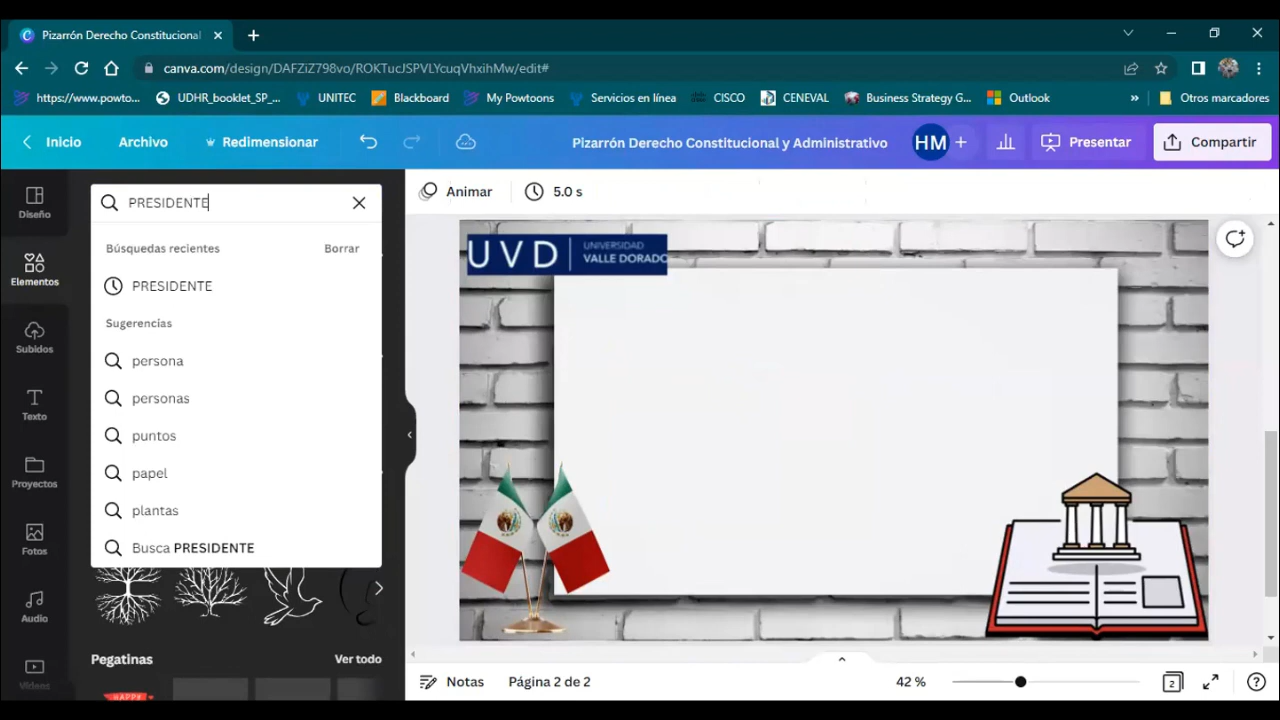 Pizarrón Derecho Constitucional
canva.com/design/DAFZiZ798vo/ROKTucJSPVLYcuqVhxihMw/edit#
https://www.powto... UDHR_booklet_SP_... UNITEC Blackboard My Powtoons Servicios en línea CISCO CENEVAL Business Strategy G... Outlook » Otros marcadores
Inicio Archivo Redimensionar Pizarrón Derecho Constitucional y Administrativo HM + Presentar Compartir
Diseño
Elementos
Subidos
Texto
Proyectos
Fotos
Audio
Videos
PRESIDENTE
Búsquedas recientes Borrar
PRESIDENTE
Sugerencias
persona
personas
puntos
papel
plantas
Busca PRESIDENTE
Pegatinas Ver todo
HAPPY
Animar 5.0 s
UVD UNIVERSIDAD
VALLE DORADO
Notas Página 2 de 2 42 % 2 ?